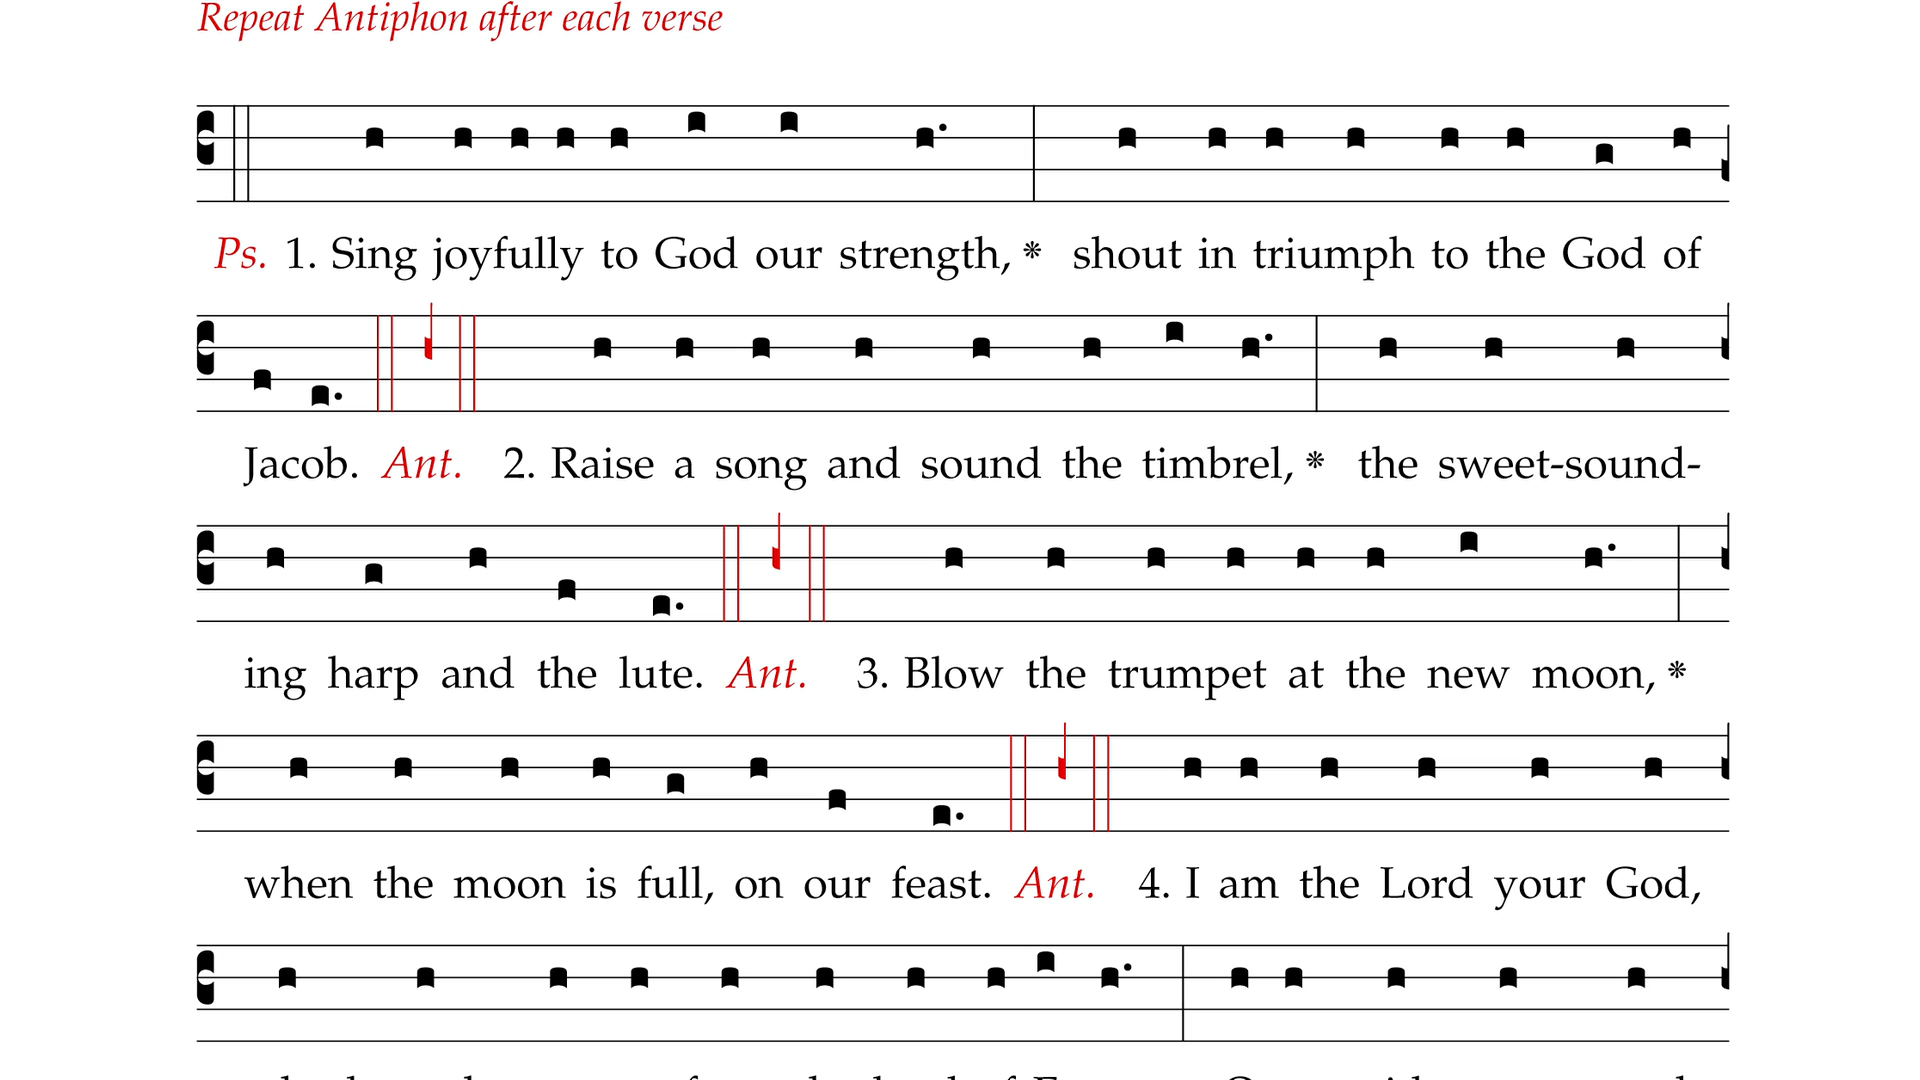 Repeat Antiphon after each verse
Ps. 1. Sing joyfully to God our strength, * shout in triumph to the God of
Jacob. Ant. 2. Raise a song and sound the timbrel, * the sweet-sound-
ing harp and the lute. Ant. 3. Blow the trumpet at the new moon, *
when the moon is full, on our feast. Ant. 4. I am the Lord your God,